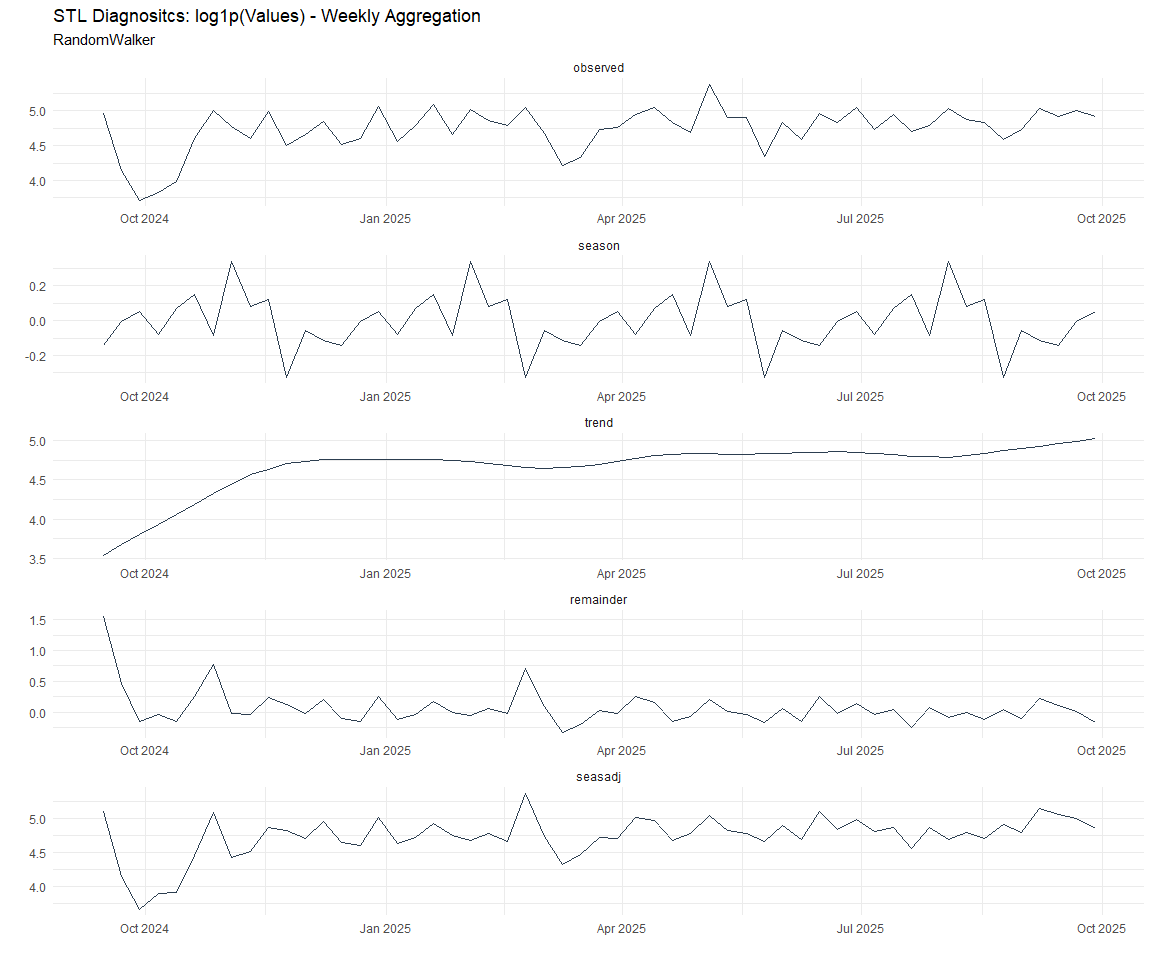 STL Diagnositcs: log1p(Values) - Weekly Aggregation
RandomWalker
observed
5.0
4.5
4.0
Oct 2024 Jan 2025 Apr 2025 Jul 2025 Oct 2025
season
0.2
0.0
-0.2
Oct 2024 Jan 2025 Apr 2025 Jul 2025 Oct 2025
trend
5.0
4.5
4.0
3.5
Oct 2024 Jan 2025 Apr 2025 Jul 2025 Oct 2025
remainder
1.5
1.0
0.5
0.0
Oct 2024 Jan 2025 Apr 2025 Jul 2025 Oct 2025
seasadj
5.0
4.5
4.0
Oct 2024 Jan 2025 Apr 2025 Jul 2025 Oct 2025